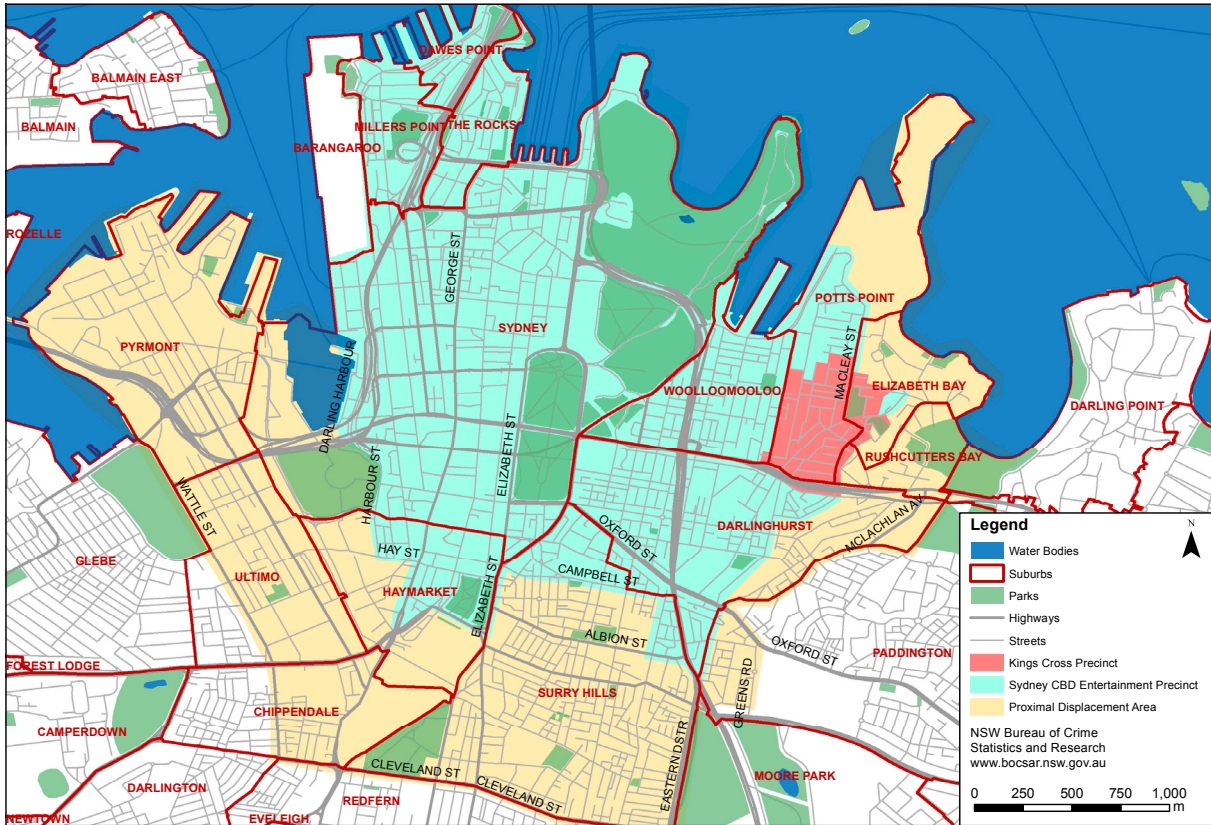 DAWES POINT
BALMAIN EAST
BALMAIN
MILLERS POINT
THE ROCKS
BARANGAROO
ROZELLE
GEORGE ST
POTTS POINT
SYDNEY
PYRMONT
DARLING HARBOUR
MACLEAY ST
ELIZABETH BAY
WOOLLOOMOOLOO
DARLING POINT
ELIZABETH ST
RUSHCUTTERS BAY
HARBOUR ST
WATTLE ST
OXFORD ST
DARLINGHURST
MCLACHLAN AV
HAY ST
GLEBE
ULTIMO
CAMPBELL ST
HAYMARKET
ELIZABETH ST
ALBION ST
OXFORD ST
PADDINGTON
FOREST LODGE
SURRY HILLS
GREENS RD
CHIPPENDALE
CAMPERDOWN
CLEVELAND ST
CLEVELAND ST
EASTERN DSTR
MOORE PARK
DARLINGTON
REDFERN
NEWTOWN
EVELEIGH
Legend
N
Water Bodies
Suburbs
Parks
Highways
Streets
Kings Cross Precinct
Sydney CBD Entertainment Precinct
Proximal Displacement Area
NSW Bureau of Crime
Statistics and Research
www.bocsar.nsw.gov.au
0 250 500 750 1,000
m